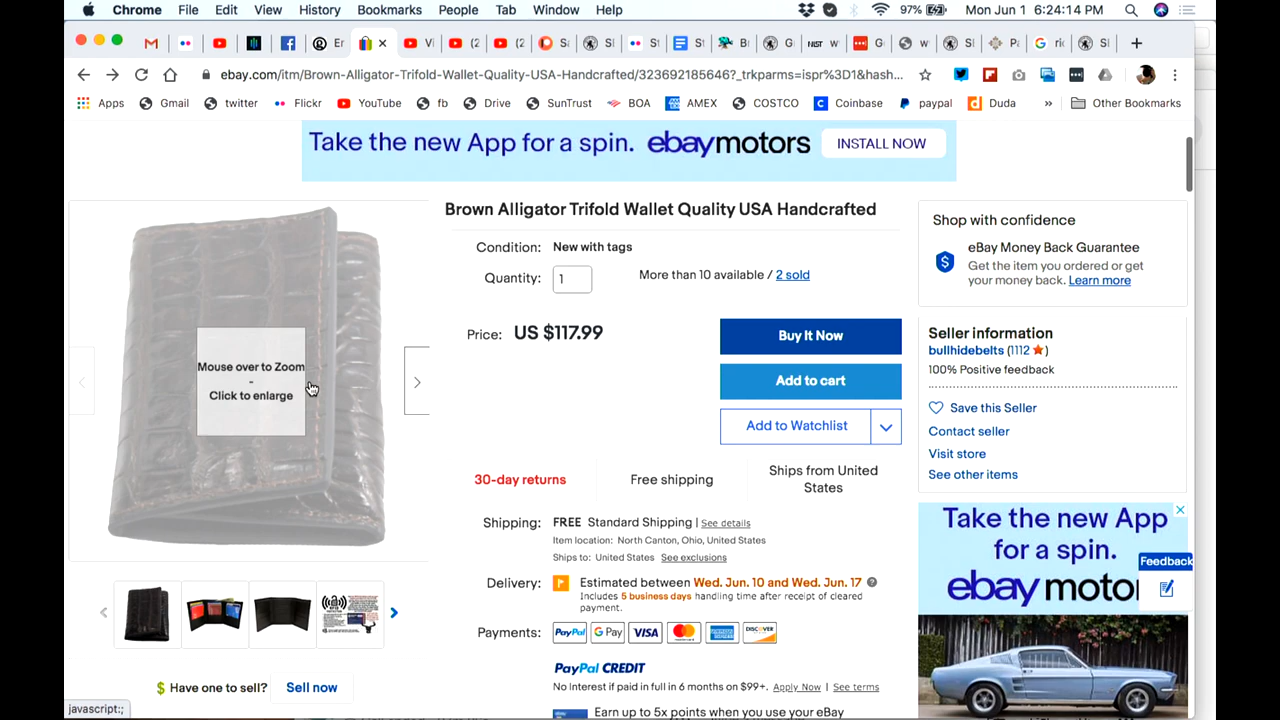 Chrome File Edit View History Bookmarks People Tab Window Help 97% Mon Jun 1 6:24:14 PM
ebay.com/itm/Brown-Alligator-Trifold-Wallet-Quality-USA-Handcrafted/323692185646?_trkparms=ispr%3D1&hash...
Apps Gmail twitter Flickr YouTube fb Drive SunTrust BOA AMEX COSTCO Coinbase paypal Duda » Other Bookmarks
Take the new App for a spin. ebaymotors INSTALL NOW
Brown Alligator Trifold Wallet Quality USA Handcrafted
Condition: New with tags
Quantity: 1 More than 10 available / 2 sold
Price: US $117.99
Buy It Now
Add to cart
Add to Watchlist
Mouse over to Zoom
-
Click to enlarge
30-day returns
Free shipping
Ships from United
States
Shipping: FREE Standard Shipping | See details
Item location: North Canton, Ohio, United States
Ships to: United States See exclusions
Delivery: Estimated between Wed. Jun. 10 and Wed. Jun. 17
Includes 5 business days handling time after receipt of cleared
payment.
Payments: PayPal G Pay VISA DISCOVER
PayPal CREDIT
No Interest if paid in full in 6 months on $99+. Apply Now | See terms
Earn up to 5x points when you use your eBay
$ Have one to sell? Sell now
javascript:;
Shop with confidence
eBay Money Back Guarantee
Get the item you ordered or get
your money back. Learn more
Seller information
bullhidebelts (1112 )
100% Positive feedback
Save this Seller
Contact seller
Visit store
See other items
Take the new App
for a spin.
ebay moto
Feedback